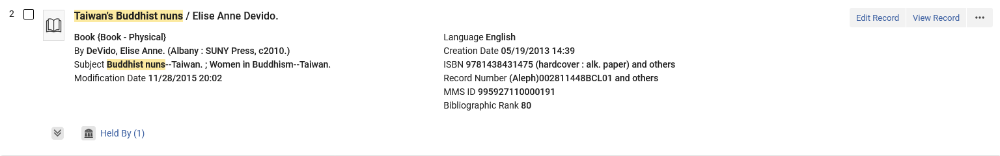 2
Taiwan's Buddhist nuns / Elise Anne Devido.
Edit Record
View Record
Book {Book - Physical}
By DeVido, Elise Anne. (Albany : SUNY Press, c2010.)
Subject Buddhist nuns--Taiwan. ; Women in Buddhism--Taiwan.
Modification Date 11/28/2015 20:02
Language English
Creation Date 05/19/2013 14:39
ISBN 9781438431475 (hardcover : alk. paper) and others
Record Number (Aleph)002811448BCL01 and others
MMS ID 995927110000191
Bibliographic Rank 80
Held By (1)